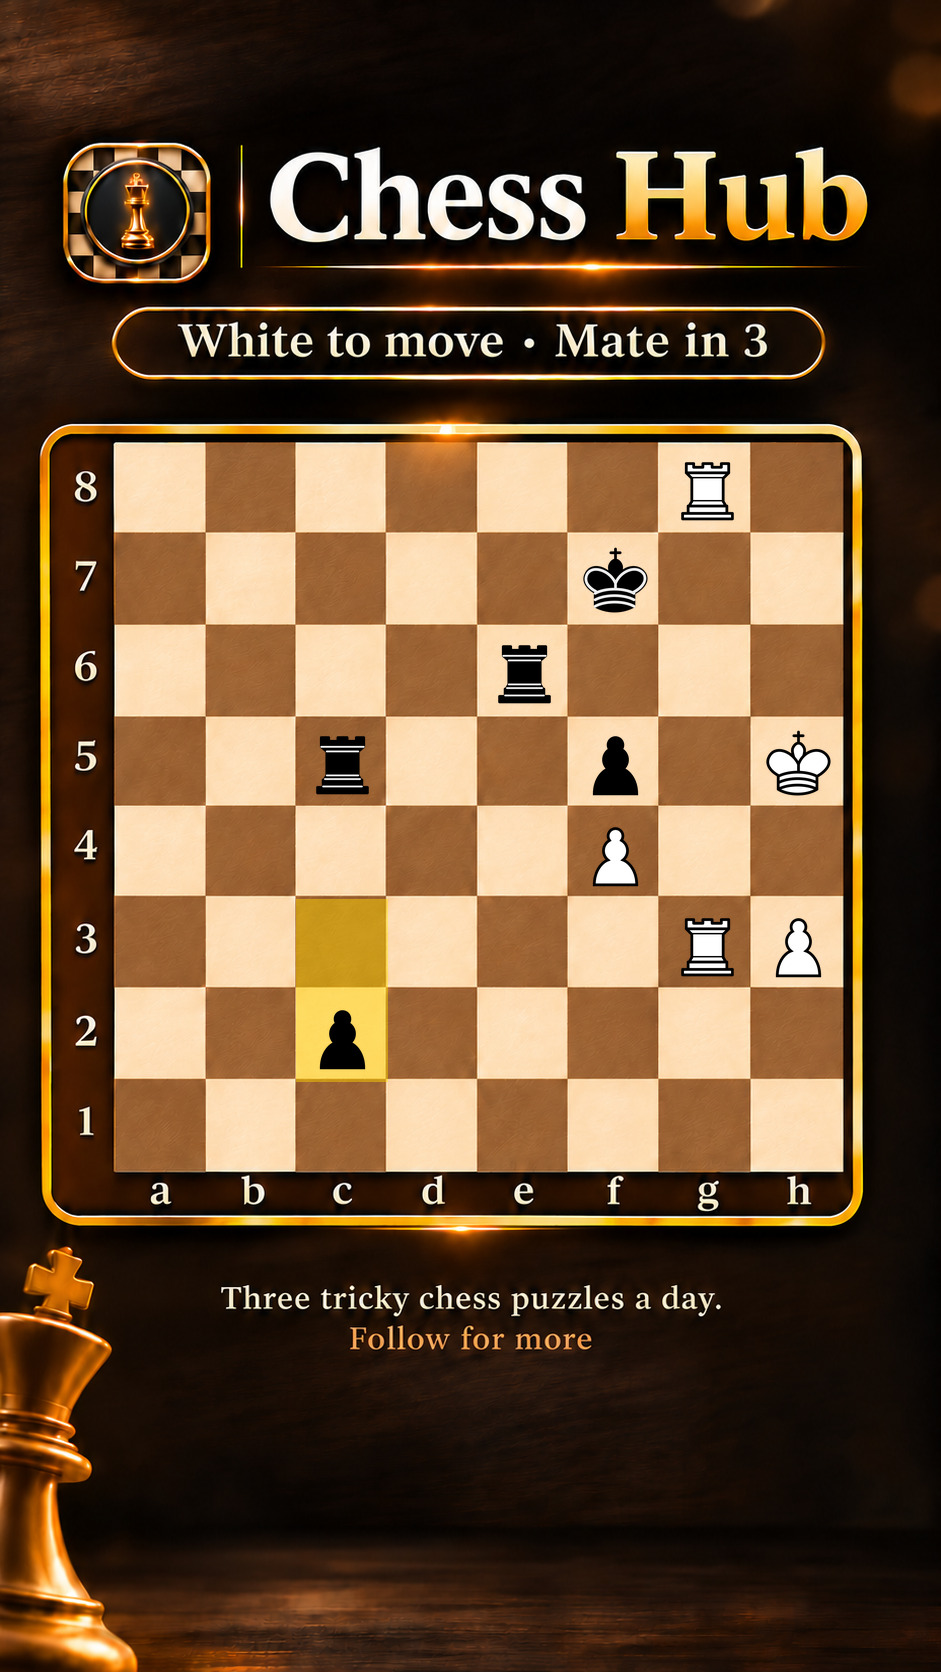 Chess Hub
White to move • Mate in 3
8
7
6
5
4
3
2
1
a b c d e f g h
Three tricky chess puzzles a day.
Follow for more